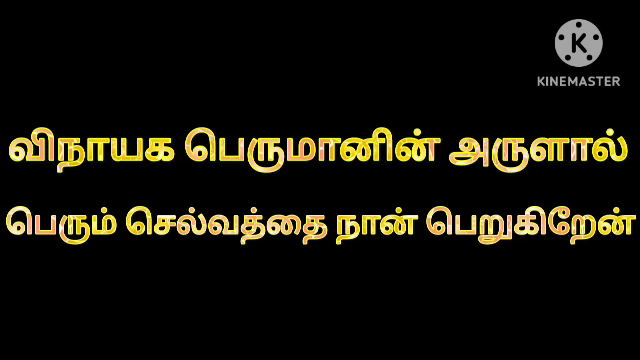 KINEMASTER
விநாயக பெருமானின் அருளால்
பெரும் செல்வத்தை நான் பெறுகிறேன்